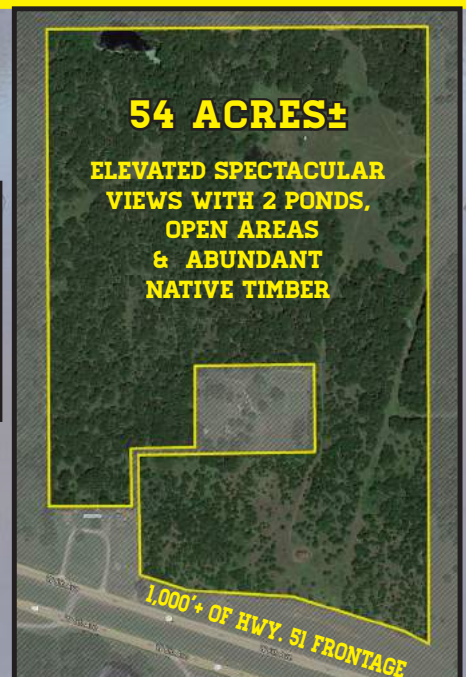 54 ACRES±
ELEVATED SPECTACULAR
VIEWS WITH 2 PONDS,
OPEN AREAS
& ABUNDANT
NATIVE TIMBER
1,000'+ OF HWY. 51 FRONTAGE